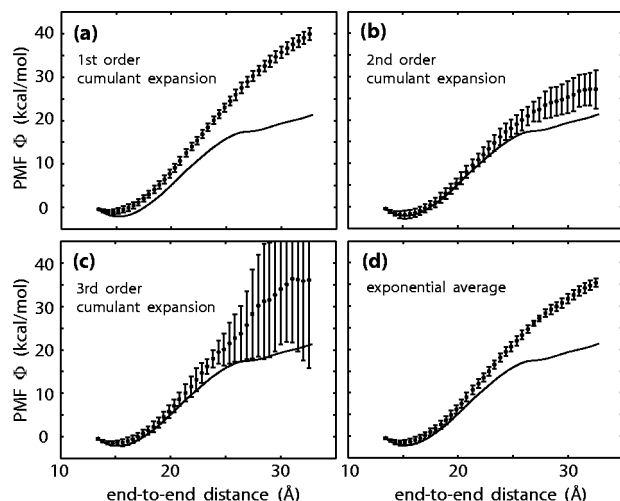 (a)
1st order
cumulant expansion
PMF Φ (kcal/mol)
40
30
20
10
0
(b)
2nd order
cumulant expansion
(c)
3rd order
cumulant expansion
PMF Φ (kcal/mol)
40
30
20
10
0
10
20
30
end-to-end distance (Å)
(d)
exponential average
10
20
30
end-to-end distance (Å)